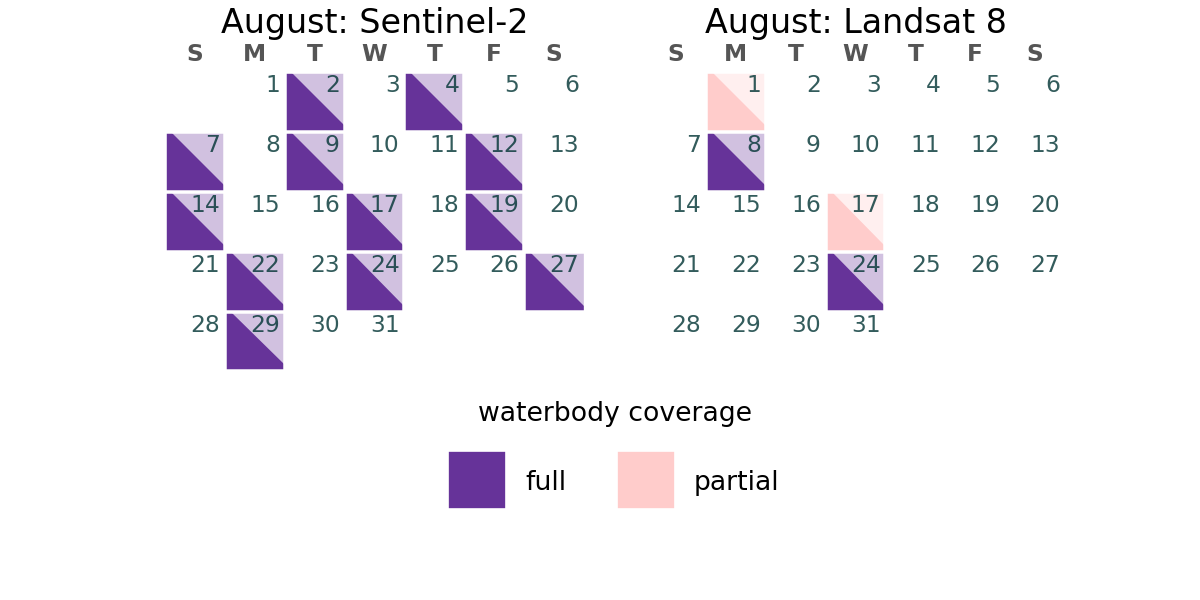 August: Sentinel-2
S M T W T F S
1 2 3 4 5 6
7 8 9 10 11 12 13
14 15 16 17 18 19 20
21 22 23 24 25 26 27
28 29 30 31
August: Landsat 8
S M T W T F S
1 2 3 4 5 6
7 8 9 10 11 12 13
14 15 16 17 18 19 20
21 22 23 24 25 26 27
28 29 30 31
waterbody coverage
full partial